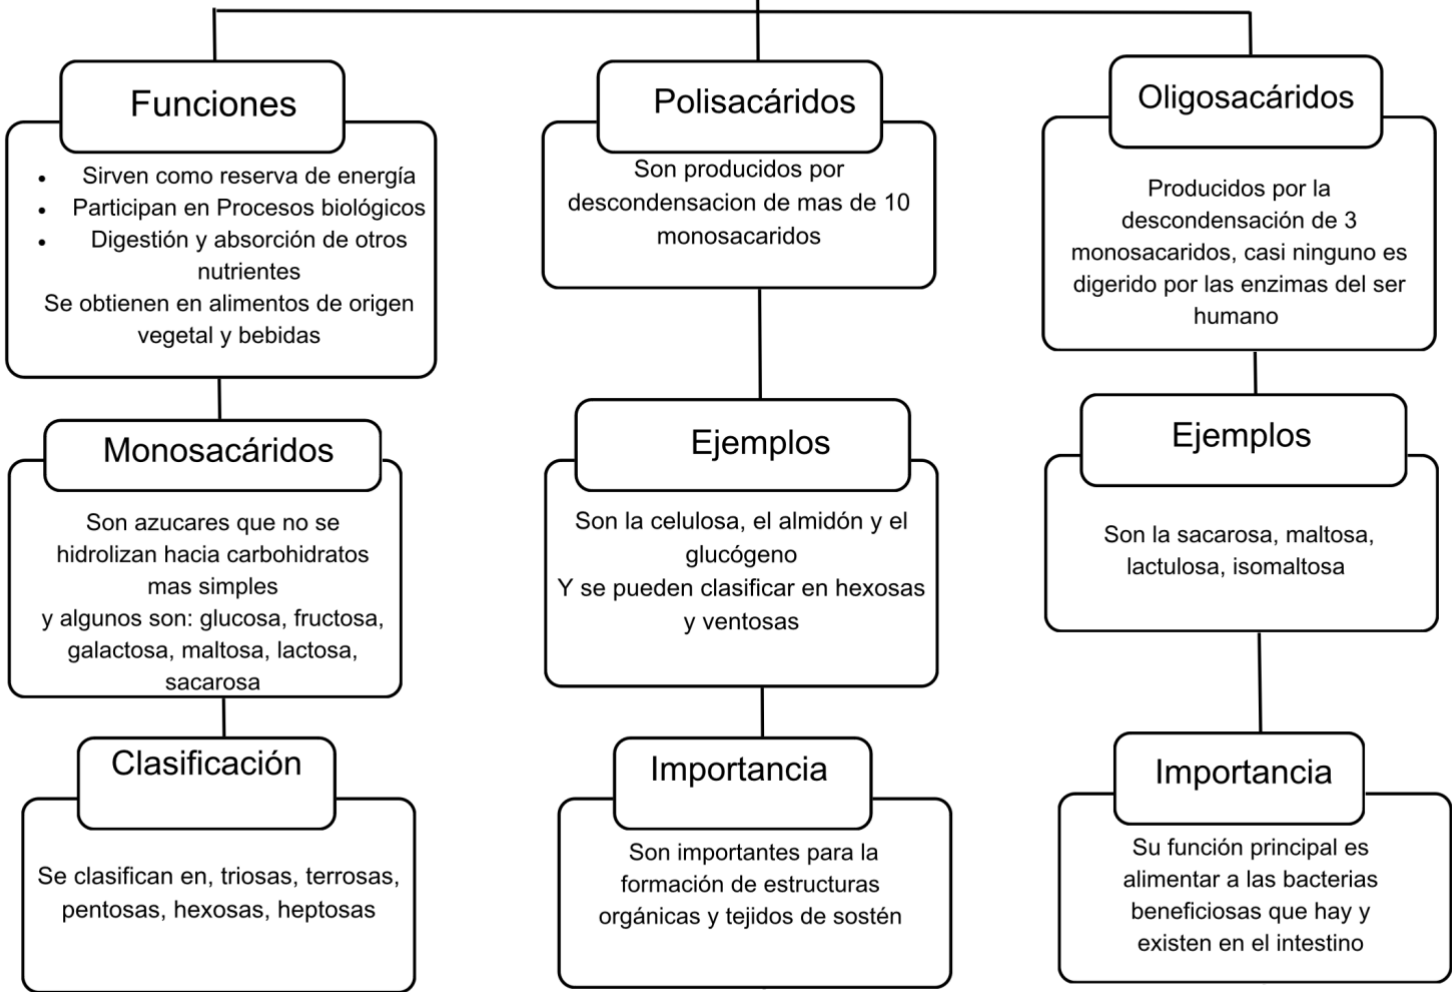 Funciones
• Sirven como reserva de energía
• Participan en Procesos biológicos
• Digestión y absorción de otros
nutrientes
Se obtienen en alimentos de origen
vegetal y bebidas
Monosacáridos
Son azucares que no se
hidrolizan hacia carbohidratos
mas simples
y algunos son: glucosa, fructosa,
galactosa, maltosa, lactosa,
sacarosa
Clasificación
Se clasifican en, triosas, terrosas,
pentosas, hexosas, heptosas
Polisacáridos
Son producidos por
descondensacion de mas de 10
monosacaridos
Ejemplos
Son la celulosa, el almidón y el
glucógeno
Y se pueden clasificar en hexosas
y ventosas
Importancia
Son importantes para la
formación de estructuras
orgánicas y tejidos de sostén
Oligosacáridos
Producidos por la
descondensación de 3
monosacaridos, casi ninguno es
digerido por las enzimas del ser
humano
Ejemplos
Son la sacarosa, maltosa,
lactulosa, isomaltosa
Importancia
Su función principal es
alimentar a las bacterias
beneficiosas que hay y
existen en el intestino